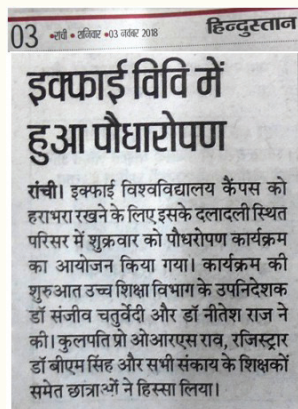 03 •रांची • शनिवार •03 नवंबर 2018 हिन्दुस्तान
इक्फाई विवि में
हुआ पौधारोपण
रांची। इक्फाई विश्वविद्यालय कैंपस को
हराभरा रखने के लिए इसके दलादली स्थित
परिसर में शुक्रवार को पौधरोपण कार्यक्रम
का आयोजन किया गया। कार्यक्रम की
शुरुआत उच्च शिक्षा विभाग के उपनिदेशक
डॉ संजीव चतुर्वेदी और डॉ नीतेश राज ने
की। कुलपति प्रो ओआरएस राव, रजिस्ट्रार
डॉ बीएम सिंह और सभी संकाय के शिक्षकों
समेत छात्राओं ने हिस्सा लिया।